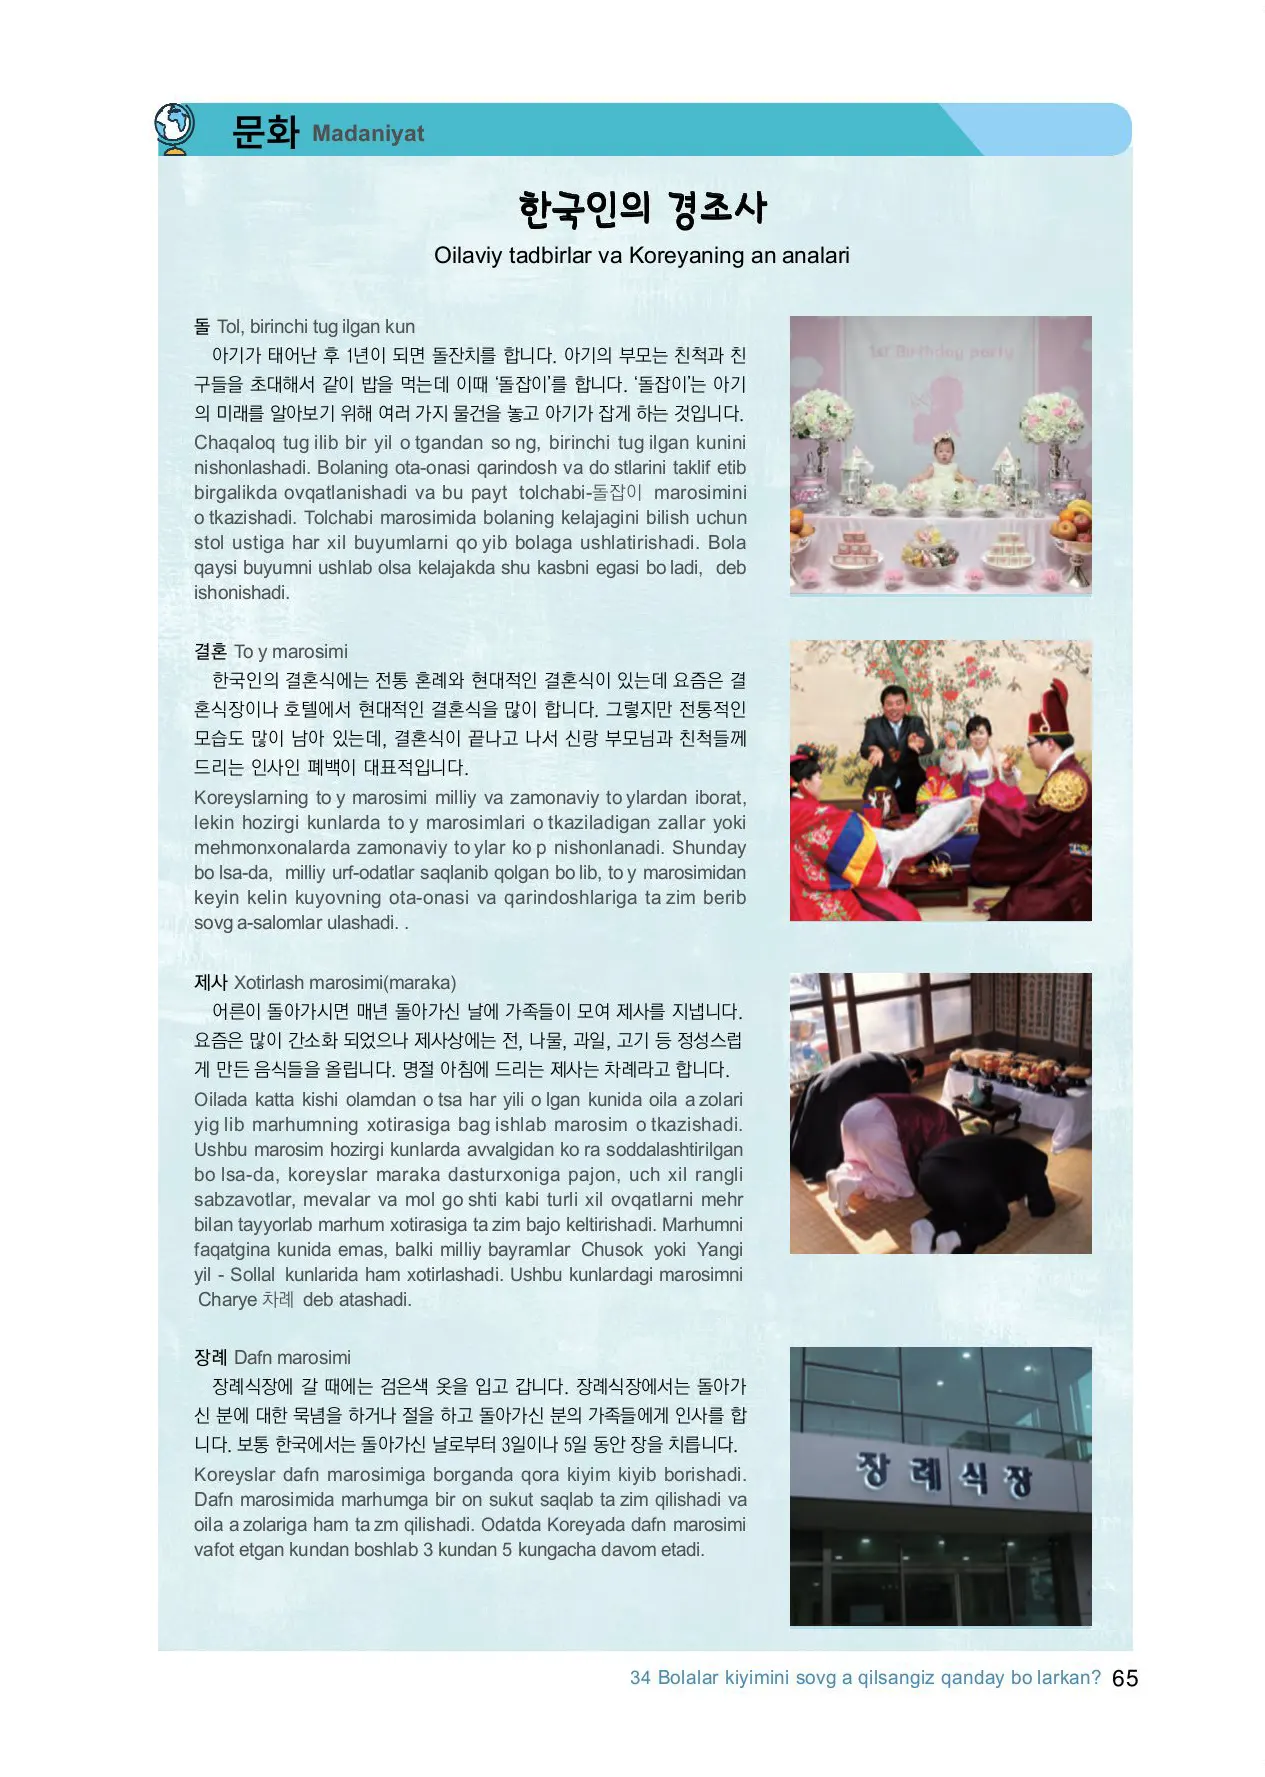 문화 Madaniyat
한국인의 경조사
Oilaviy tadbirlar va Koreyaning an analari
돌 Tol, birinchi tug ilgan kun
아기가 태어난 후 1년이 되면 돌잔치를 합니다. 아기의 부모는 친척과 친
구들을 초대해서 같이 밥을 먹는데 이때 ‘돌잡이’를 합니다. ‘돌잡이’는 아기
의 미래를 알아보기 위해 여러 가지 물건을 놓고 아기가 잡게 하는 것입니다.
Chaqaloq tug ilib bir yil o tgandan so ng, birinchi tug ilgan kunini
nishonlashadi. Bolaning ota-onasi qarindosh va do stlarini taklif etib
birgalikda ovqatlanishadi va bu payt tolchabi-돌잡이 marosimini
o tkazishadi. Tolchabi marosimida bolaning kelajagini bilish uchun
stol ustiga har xil buyumlarni qo yib bolaga ushlatirishadi. Bola
qaysi buyumni ushlab olsa kelajakda shu kasbni egasi bo ladi, deb
ishonishadi.
1st Birthday party
결혼 To y marosimi
한국인의 결혼식에는 전통 혼례와 현대적인 결혼식이 있는데 요즘은 결
혼식장이나 호텔에서 현대적인 결혼식을 많이 합니다. 그렇지만 전통적인
모습도 많이 남아 있는데, 결혼식이 끝나고 나서 신랑 부모님과 친척들께
드리는 인사인 폐백이 대표적입니다.
Koreyslarning to y marosimi milliy va zamonaviy to ylardan iborat,
lekin hozirgi kunlarda to y marosimlari o tkaziladigan zallar yoki
mehmonxonalarda zamonaviy to ylar ko p nishonlanadi. Shunday
bo lsa-da, milliy urf-odatlar saqlanib qolgan bo lib, to y marosimidan
keyin kelin kuyovning ota-onasi va qarindoshlariga ta zim berib
sovg a-salomlar ulashadi. .
제사 Xotirlash marosimi(maraka)
어른이 돌아가시면 매년 돌아가신 날에 가족들이 모여 제사를 지냅니다.
요즘은 많이 간소화 되었으나 제사상에는 전, 나물, 과일, 고기 등 정성스럽
게 만든 음식들을 올립니다. 명절 아침에 드리는 제사는 차례라고 합니다.
Oilada katta kishi olamdan o tsa har yili o lgan kunida oila a zolari
yig lib marhumning xotirasiga bag ishlab marosim o tkazishadi.
Ushbu marosim hozirgi kunlarda avvalgidan ko ra soddalashtirilgan
bo lsa-da, koreyslar maraka dasturxoniga pajon, uch xil rangli
sabzavotlar, mevalar va mol go shti kabi turli xil ovqatlarni mehr
bilan tayyorlab marhum xotirasiga ta zim bajo keltirishadi. Marhumni
faqatgina kunida emas, balki milliy bayramlar Chusok yoki Yangi
yil - Sollal kunlarida ham xotirlashadi. Ushbu kunlardagi marosimni
Charye 차례 deb atashadi.
장례 Dafn marosimi
장례식장에 갈 때에는 검은색 옷을 입고 갑니다. 장례식장에서는 돌아가
신 분에 대한 묵념을 하거나 절을 하고 돌아가신 분의 가족들에게 인사를 합
니다. 보통 한국에서는 돌아가신 날로부터 3일이나 5일 동안 장을 치릅니다.
Koreyslar dafn marosimiga borganda qora kiyim kiyib borishadi.
Dafn marosimida marhumga bir on sukut saqlab ta zim qilishadi va
oila a zolariga ham ta zm qilishadi. Odatda Koreyada dafn marosimi
vafot etgan kundan boshlab 3 kundan 5 kungacha davom etadi.
장례식장
34 Bolalar kiyimini sovg a qilsangiz qanday bo larkan? 65